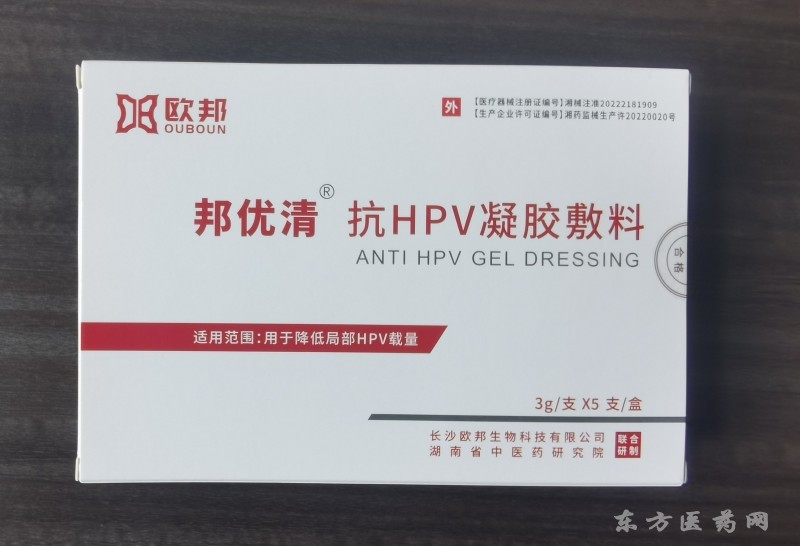 欧邦
OUBOUN
外
【医疗器械注册证编号】湘械注准20222181909
【生产企业许可证编号】湘药监械生产许20220020号
邦优清® 抗HPV凝胶敷料
ANTI HPV GEL DRESSING
合格
适用范围:用于降低局部HPV载量
3g/支 X5 支/盒
长沙欧邦生物科技有限公司
湖南省中医药研究院
联合
研制
东方医药网